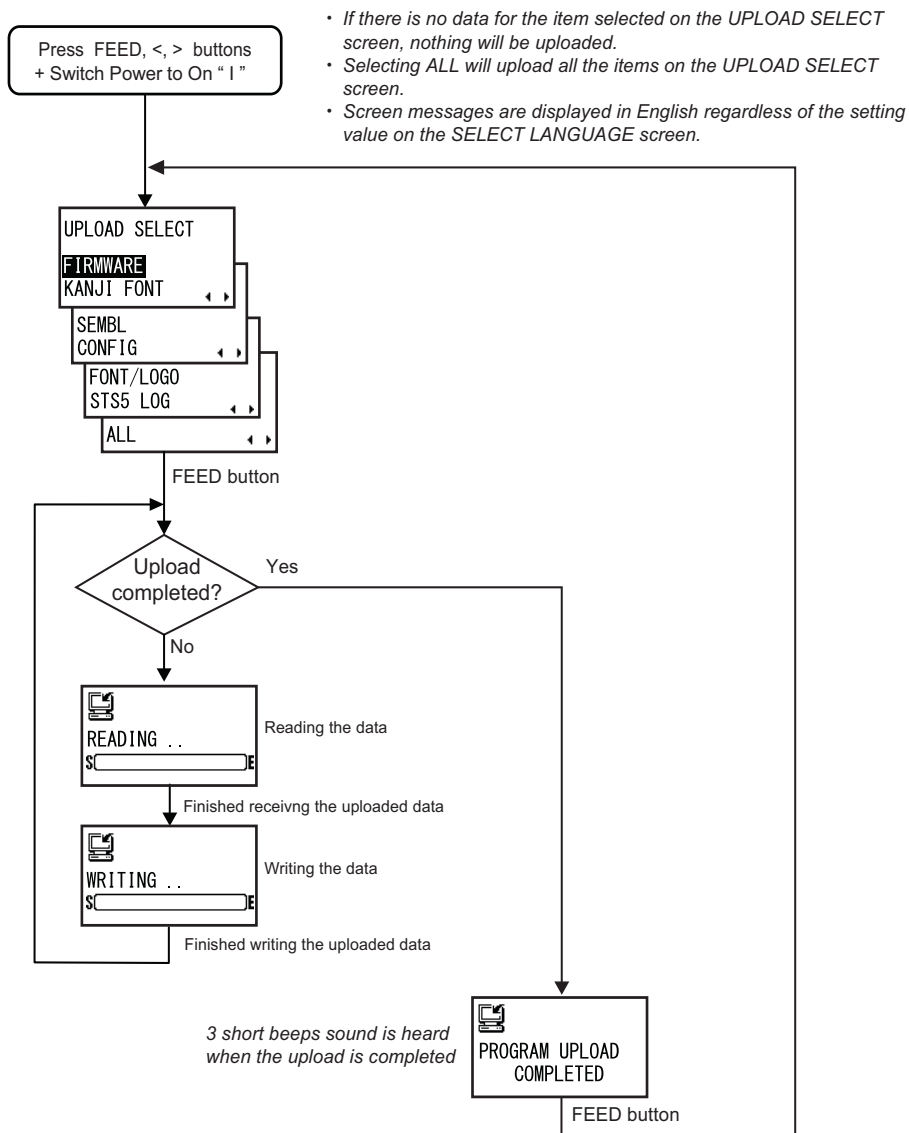 Press FEED, <, > buttons
+ Switch Power to On “ I ”
・ If there is no data for the item selected on the UPLOAD SELECT
screen, nothing will be uploaded.
・ Selecting ALL will upload all the items on the UPLOAD SELECT
screen.
・ Screen messages are displayed in English regardless of the setting
value on the SELECT LANGUAGE screen.
UPLOAD SELECT
FIRMWARE
KANJI FONT
SEMBL
CONFIG
FONT/LOGO
STS5 LOG
ALL
FEED button
Upload
completed?
Yes
No
READING ..
S E
Reading the data
Finished receivng the uploaded data
WRITING ..
S E
Writing the data
Finished writing the uploaded data
3 short beeps sound is heard
when the upload is completed
PROGRAM UPLOAD
COMPLETED
FEED button